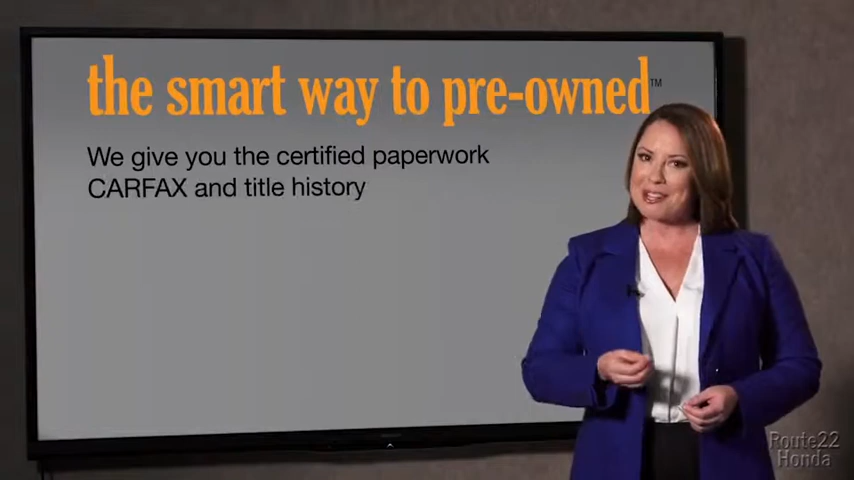 the smart way to pre-owned™
We give you the certified paperwork
CARFAX and title history
Route22
Honda